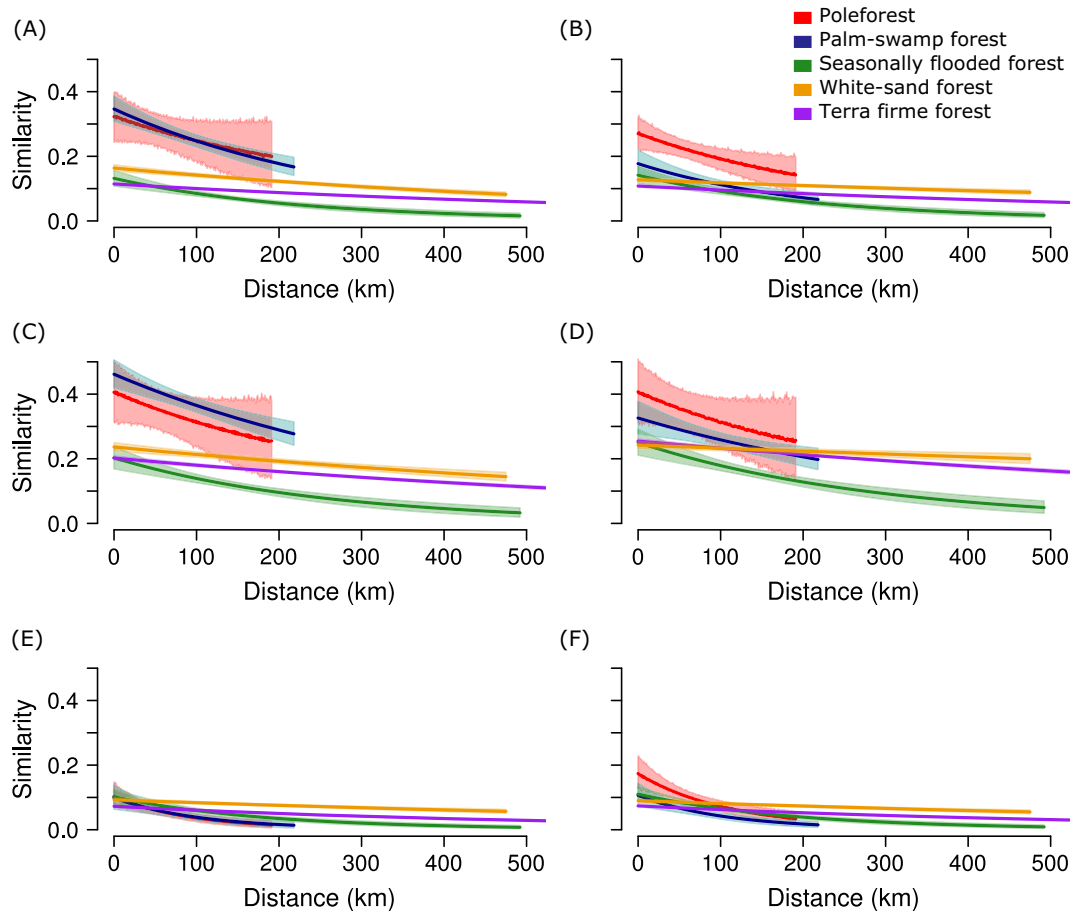 (A)
(B)
Poleforest
Palm-swamp forest
Seasonally flooded forest
White-sand forest
Terra firme forest
Similarity
0.4
0.2
0.0
0 100 200 300 400 500
Distance (km)
0 100 200 300 400 500
Distance (km)
(C)
(D)
Similarity
0.4
0.2
0.0
0 100 200 300 400 500
Distance (km)
0 100 200 300 400 500
Distance (km)
(E)
(F)
Similarity
0.4
0.2
0.0
0 100 200 300 400 500
Distance (km)
0 100 200 300 400 500
Distance (km)